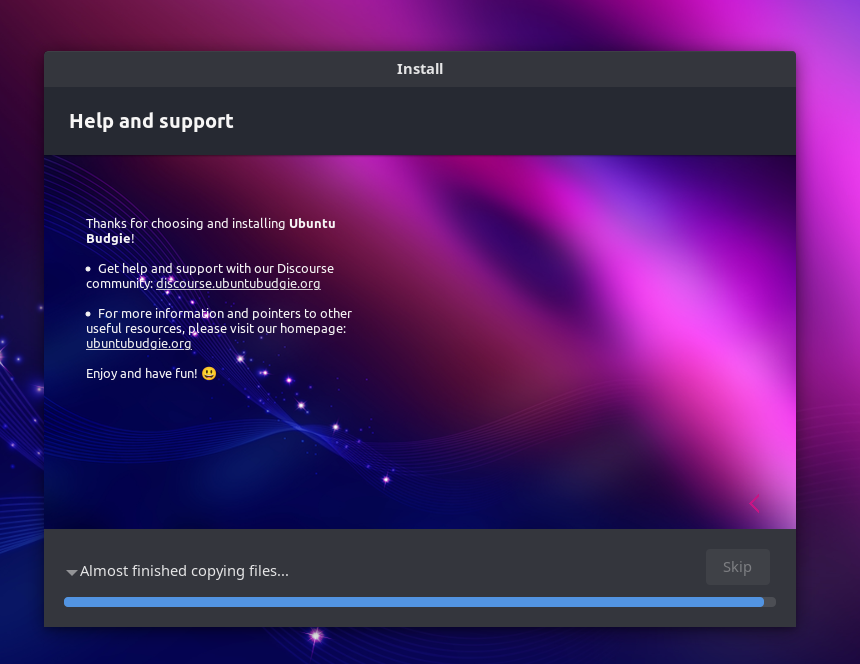 Install
Help and support
Thanks for choosing and installing Ubuntu
Budgie!
• Get help and support with our Discourse
community: discourse.ubuntubudgie.org
• For more information and pointers to other
useful resources, please visit our homepage:
ubuntubudgie.org
Enjoy and have fun! 😃
Almost finished copying files...
Skip